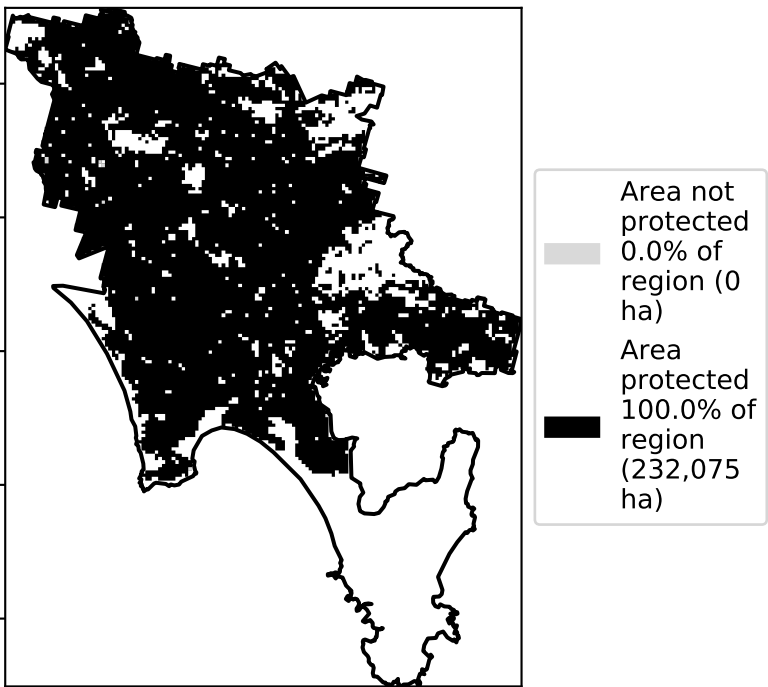 Area not
protected
0.0% of
region (0
ha)
Area
protected
100.0% of
region
(232,075
ha)